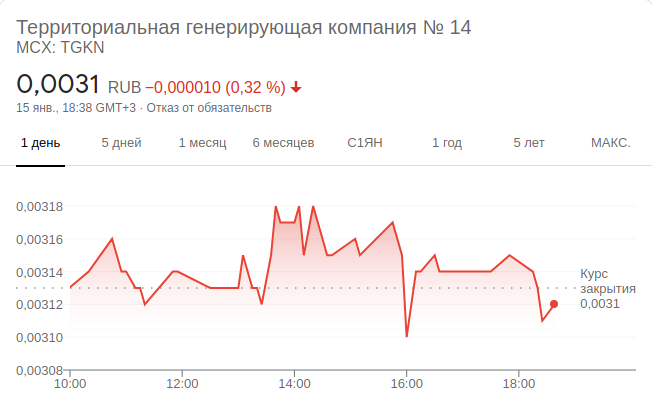 Территориальная генерирующая компания № 14
MCX: TGKN
0,0031 RUB −0,000010 (0,32 %)
15 янв., 18:38 GMT+3 · Отказ от обязательств
1 день 5 дней 1 месяц 6 месяцев С1ЯН 1 год 5 лет МАКС.
0,00318
0,00316
0,00314
0,00312
0,00310
0,00308
Курс
закрытия
0,0031
10:00 12:00 14:00 16:00 18:00